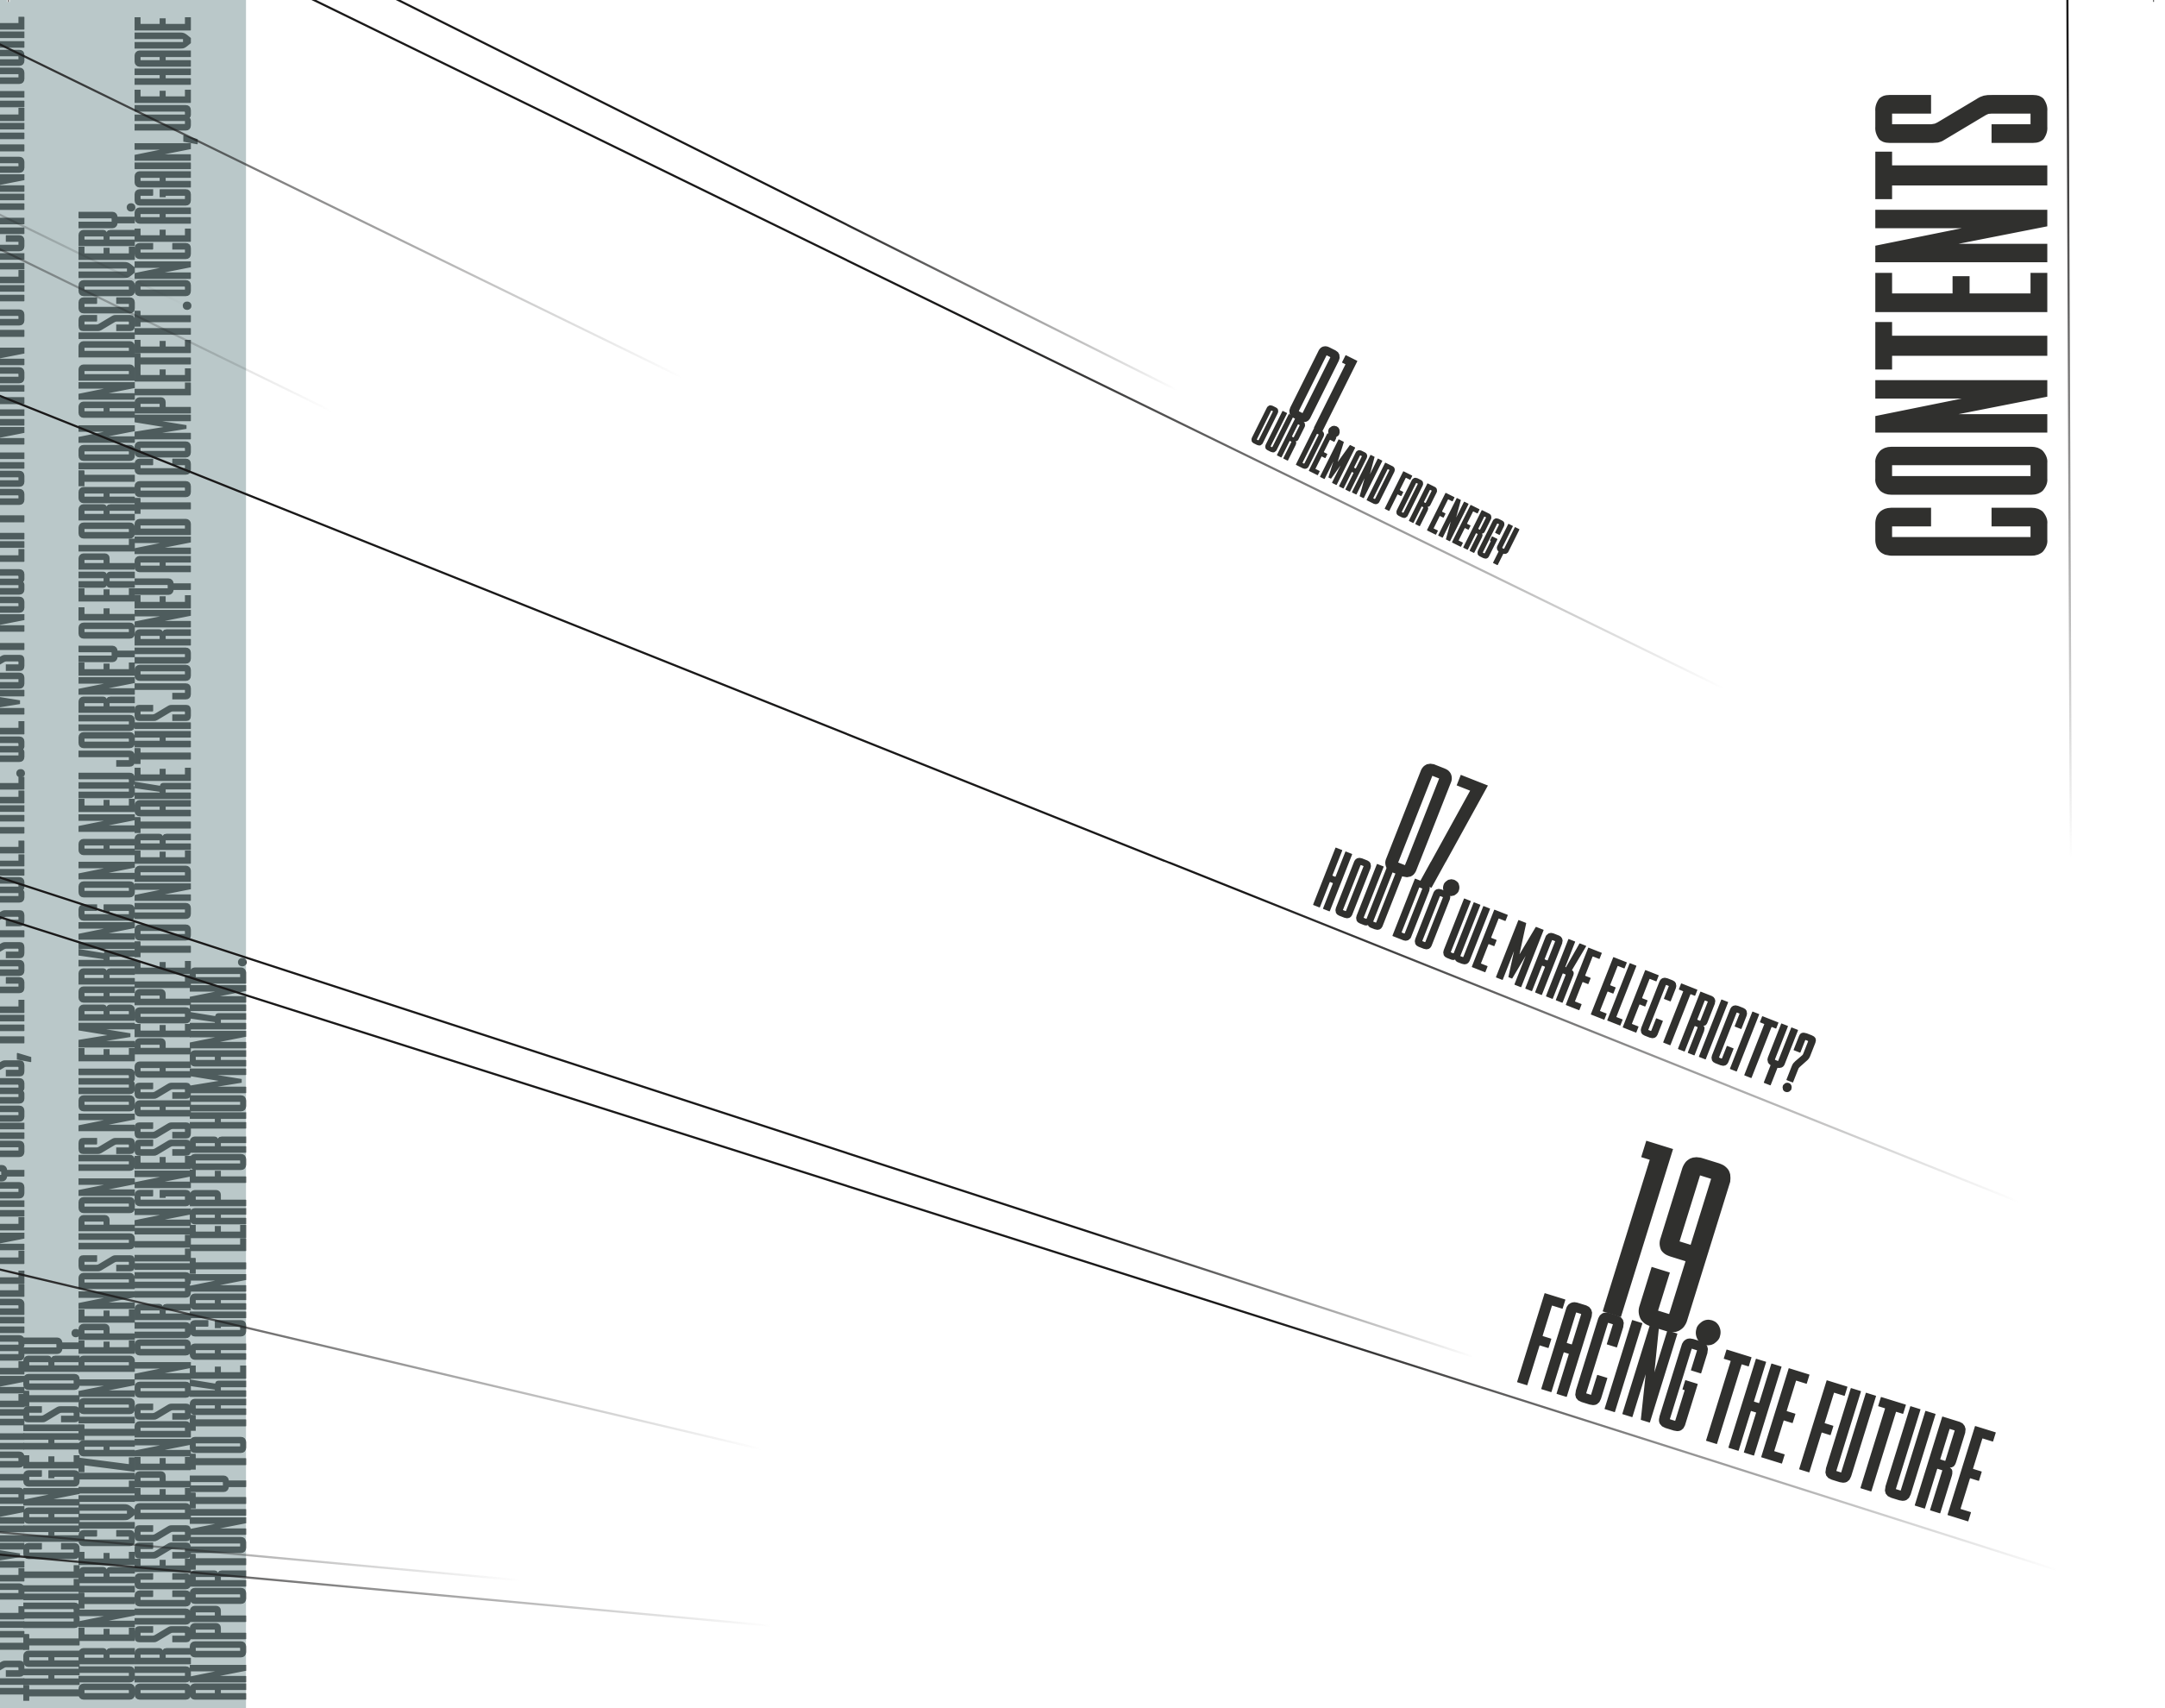 THAT WILL CHANGE HISTORY.
OUR ENTIRE CIVILIZATION DEPENDS UPON US NOW EMBARKING ON A NEW JOURNEY OF EXPLORATION AND DISCOVERY.
OUR SUCCESS DEPENDS ON OUR WILLINGNESS AS A PEOPLE TO UNDERTAKE THIS JOURNEY AND TO COMPLETE IT. ONCE AGAIN, WE HAVE
AN OPPORTUNITY TO TAKE A GIANT LEAP FOR HUMANKIND.
CONTENTS
01.
OUR DEMAND FOR ENERGY
07.
HOW DO WE MAKE ELECTRICITY?
19.
FACING THE FUTURE